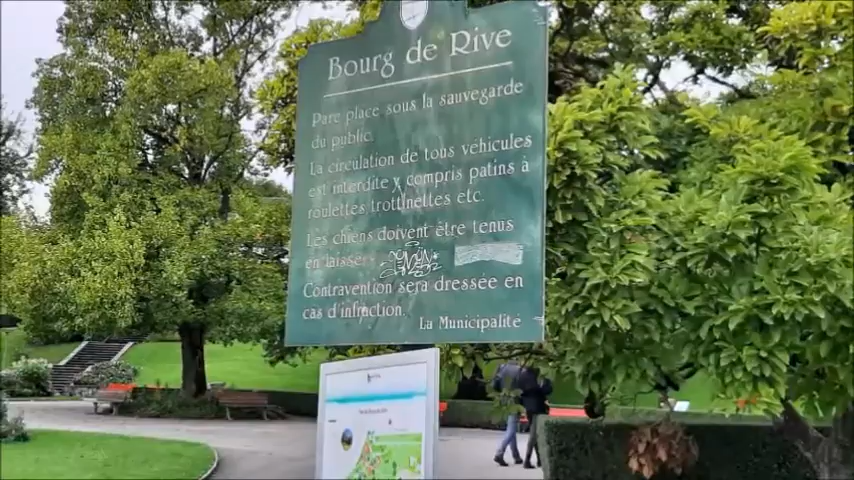 Bourg de Rive
Parc placé sous la sauvegarde
du public
la circulation de tous véhicules
est interdite y compris patins à
roulettes, trottinettes etc.
Les chiens doivent être tenus
en laisse
Contravention sera dressée en
cas d'infraction.
La Municipalité